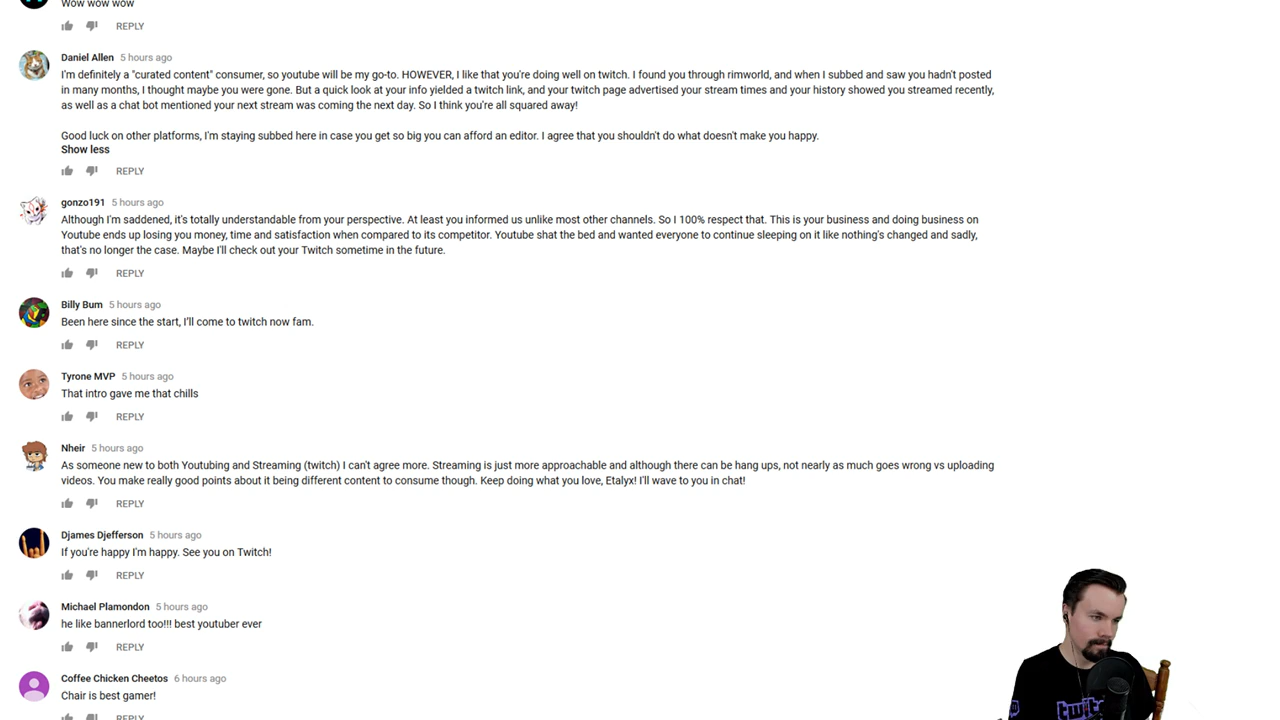 Wow wow wow
REPLY
Daniel Allen 5 hours ago
I'm definitely a "curated content" consumer, so youtube will be my go-to. HOWEVER, I like that you're doing well on twitch. I found you through rimworld, and when I subbed and saw you hadn't posted
in many months, I thought maybe you were gone. But a quick look at your info yielded a twitch link, and your twitch page advertised your stream times and your history showed you streamed recently,
as well as a chat bot mentioned your next stream was coming the next day. So I think you're all squared away!
Good luck on other platforms, I'm staying subbed here in case you get so big you can afford an editor. I agree that you shouldn't do what doesn't make you happy.
Show less
REPLY
gonzo191 5 hours ago
Although I'm saddened, it's totally understandable from your perspective. At least you informed us unlike most other channels. So I 100% respect that. This is your business and doing business on
Youtube ends up losing you money, time and satisfaction when compared to its competitor. Youtube shat the bed and wanted everyone to continue sleeping on it like nothing's changed and sadly,
that's no longer the case. Maybe I'll check out your Twitch sometime in the future.
REPLY
Billy Bum 5 hours ago
Been here since the start, I'll come to twitch now fam.
REPLY
Tyrone MVP 5 hours ago
That intro gave me that chills
REPLY
Nheir 5 hours ago
As someone new to both Youtubing and Streaming (twitch) I can't agree more. Streaming is just more approachable and although there can be hang ups, not nearly as much goes wrong vs uploading
videos. You make really good points about it being different content to consume though. Keep doing what you love, Etalyx! I'll wave to you in chat!
REPLY
Djames Djefferson 5 hours ago
If you're happy I'm happy. See you on Twitch!
REPLY
Michael Plamondon 5 hours ago
he like bannerlord too!!! best youtuber ever
REPLY
Coffee Chicken Cheetos 6 hours ago
Chair is best gamer!
REPLY